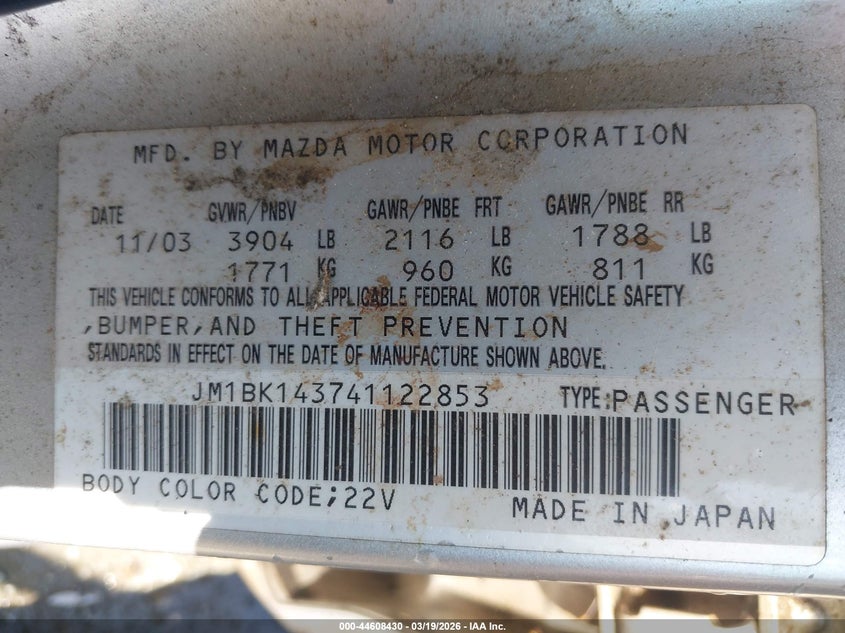 MFD. BY MAZDA MOTOR CORPORATION
DATE GVWR/PNBV GAWR/PNBE FRT GAWR/PNBE RR
11/03 3904 LB 2116 LB 1788 LB
1771 KG 960 KG 811 KG
THIS VEHICLE CONFORMS TO ALL APPLICABLE FEDERAL MOTOR VEHICLE SAFETY
,BUMPER,AND THEFT PREVENTION
STANDARDS IN EFFECT ON THE DATE OF MANUFACTURE SHOWN ABOVE.
JM1BK143741122853 TYPE:PASSENGER
BODY COLOR CODE;22V
MADE IN JAPAN
000-44608430 - 03/19/2026 - IAA Inc.